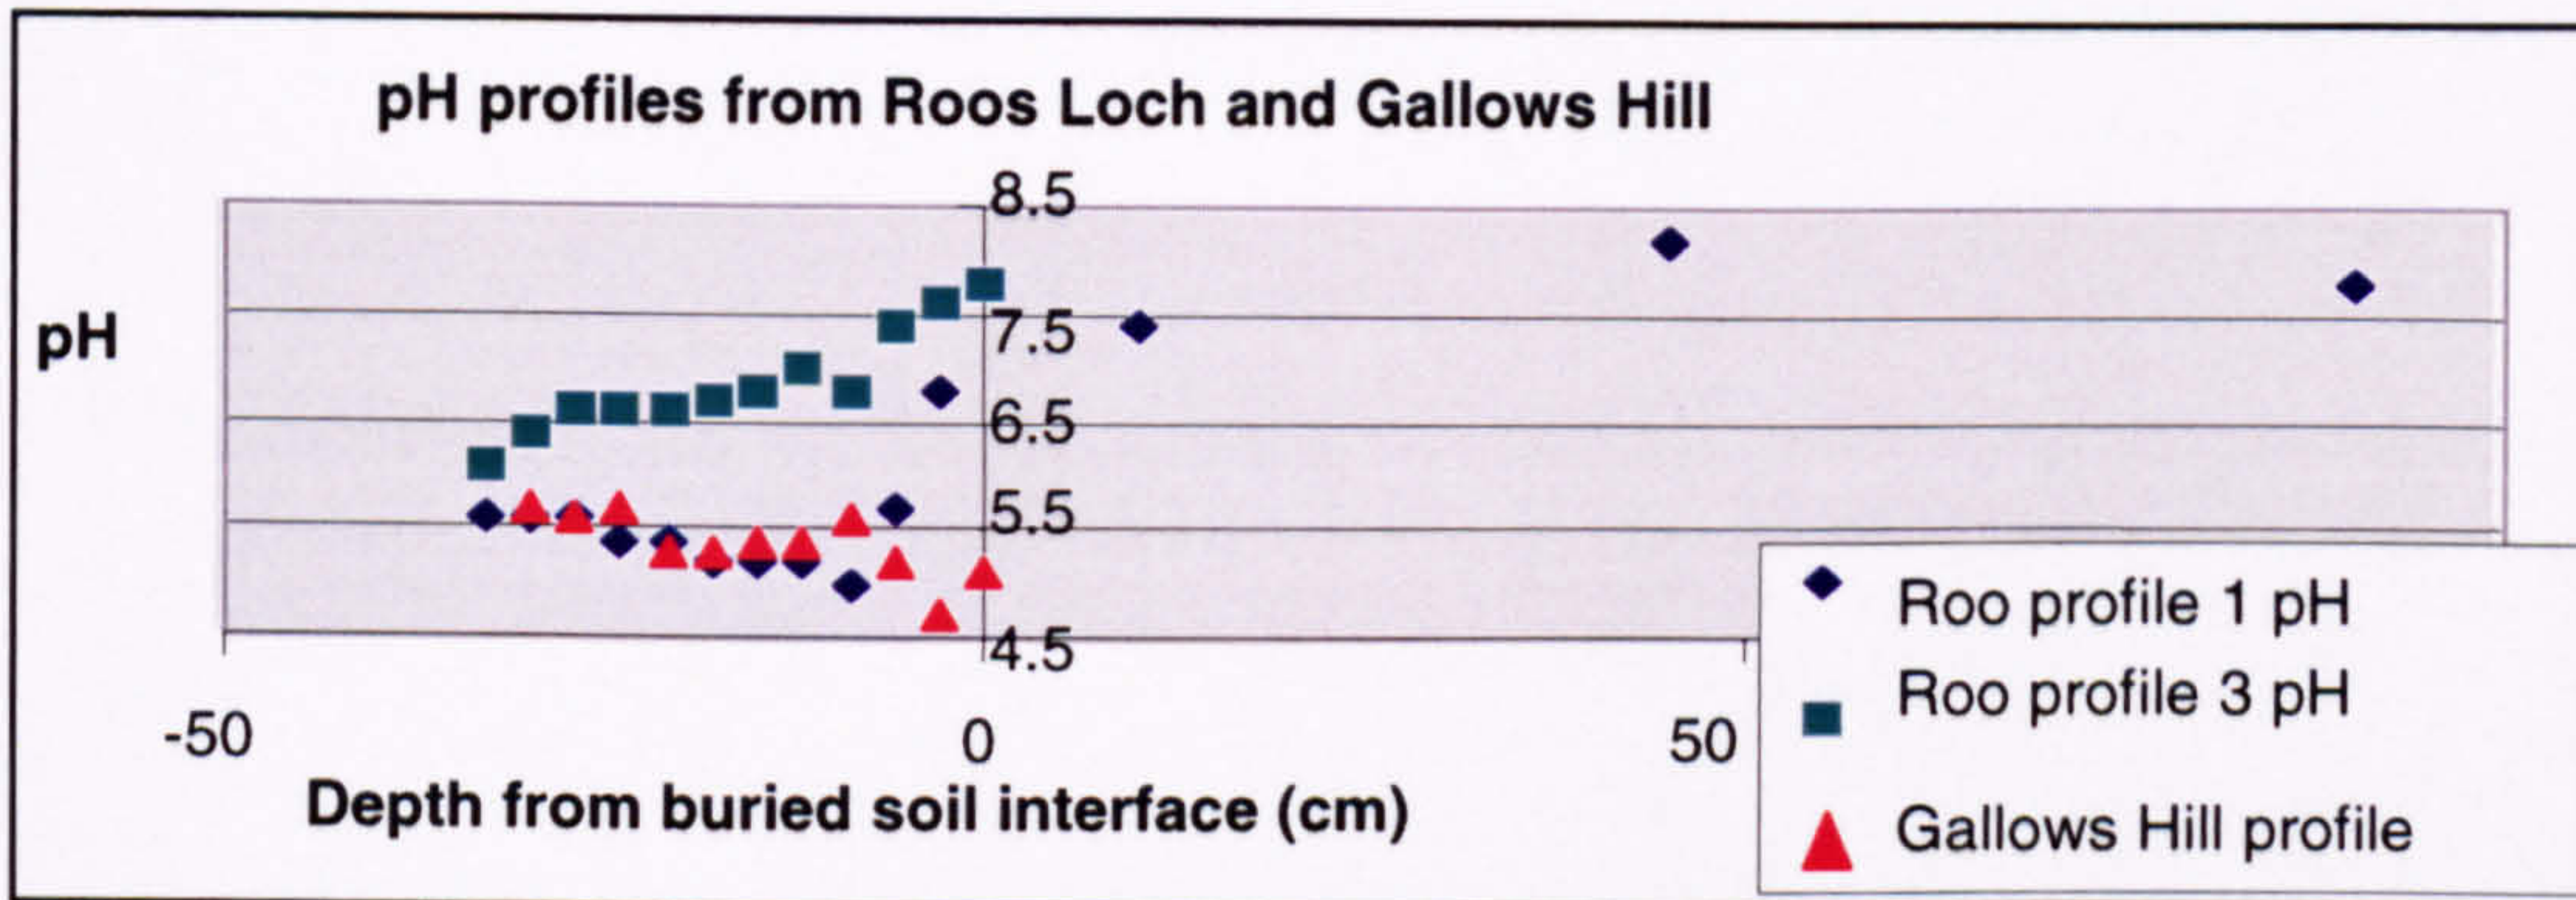 pH profiles from Roos Loch and Gallows Hill
8.5
pH
7.5
6.5
5.5
4.5
-50
0
50
Depth from buried soil interface (cm)
Roo profile 1 pH
Roo profile 3 pH
Gallows Hill profile